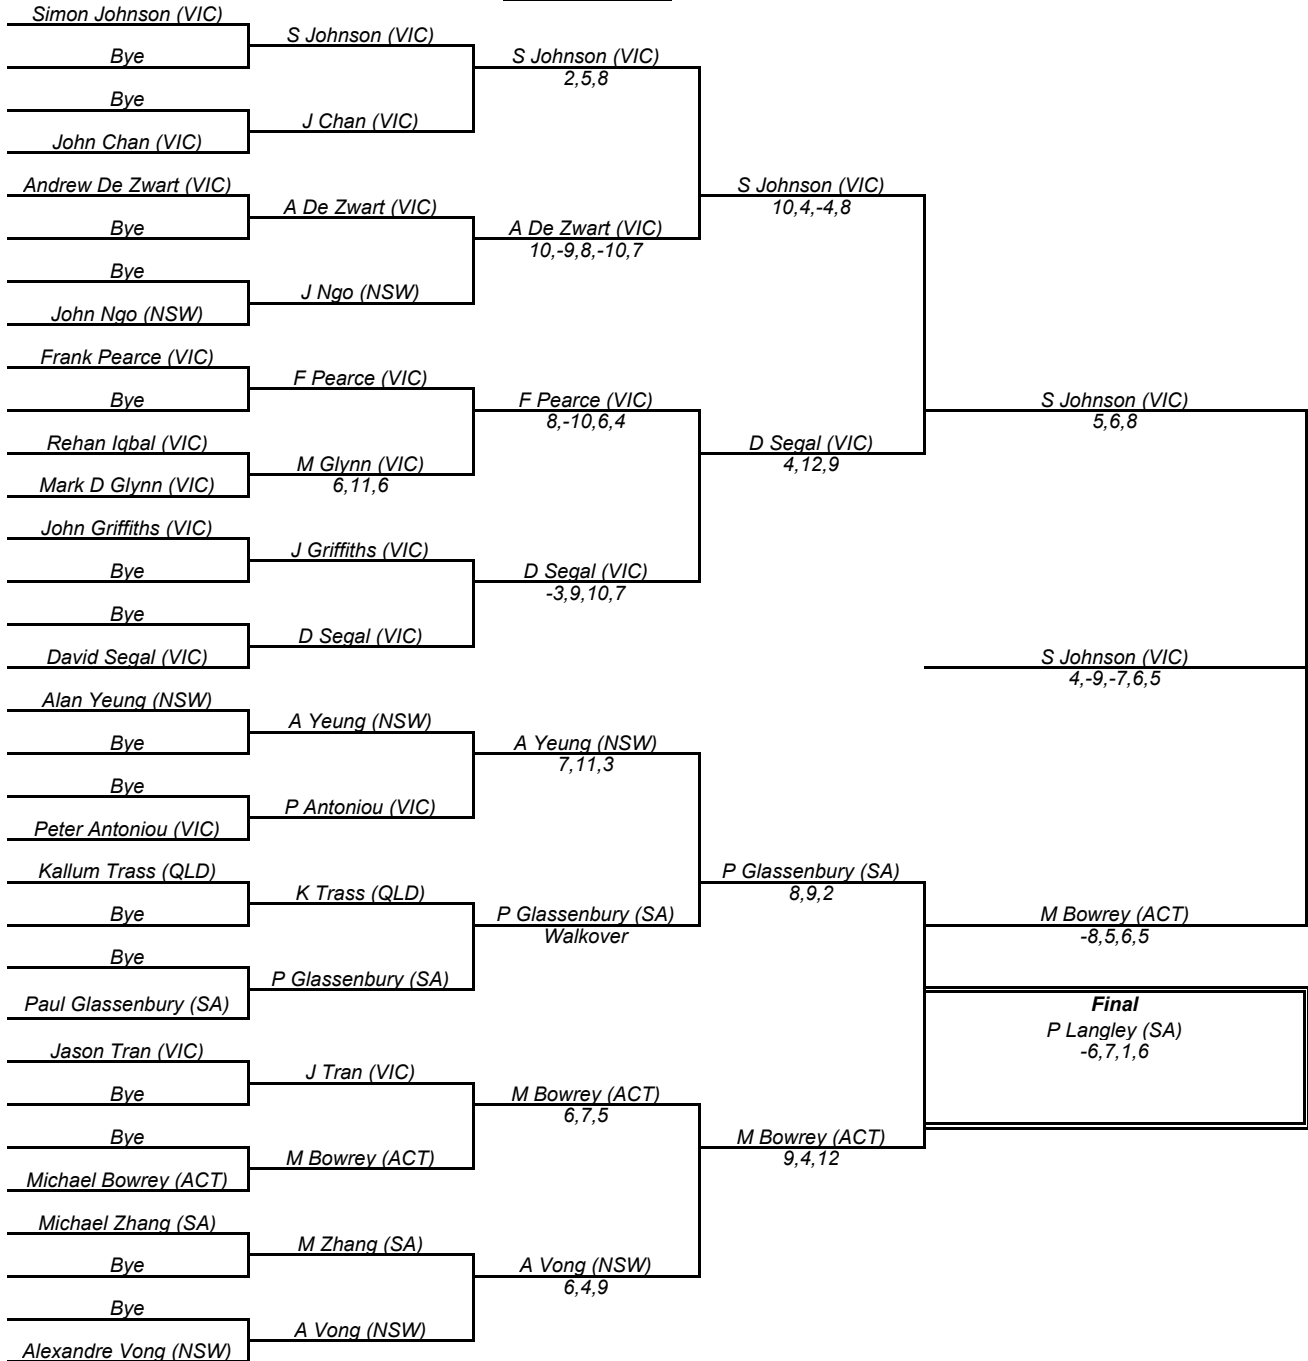 Simon Johnson (VIC)
Bye
Bye
John Chan (VIC)
Andrew De Zwart (VIC)
Bye
Bye
John Ngo (NSW)
Frank Pearce (VIC)
Bye
Rehan Iqbal (VIC)
Mark D Glynn (VIC)
John Griffiths (VIC)
Bye
Bye
David Segal (VIC)
Alan Yeung (NSW)
Bye
Bye
Peter Antoniou (VIC)
Kallum Trass (QLD)
Bye
Bye
Paul Glassenbury (SA)
Jason Tran (VIC)
Bye
Bye
Michael Bowrey (ACT)
Michael Zhang (SA)
Bye
Bye
Alexandre Vong (NSW)
S Johnson (VIC)
J Chan (VIC)
A De Zwart (VIC)
J Ngo (NSW)
F Pearce (VIC)
M Glynn (VIC)
6,11,6
J Griffiths (VIC)
D Segal (VIC)
A Yeung (NSW)
P Antoniou (VIC)
K Trass (QLD)
P Glassenbury (SA)
J Tran (VIC)
M Bowrey (ACT)
M Zhang (SA)
A Vong (NSW)
S Johnson (VIC)
2,5,8
A De Zwart (VIC)
10,-9,8,-10,7
F Pearce (VIC)
8,-10,6,4
D Segal (VIC)
-3,9,10,7
A Yeung (NSW)
7,11,3
P Glassenbury (SA)
Walkover
M Bowrey (ACT)
6,7,5
A Vong (NSW)
6,4,9
S Johnson (VIC)
10,4,-4,8
D Segal (VIC)
4,12,9
P Glassenbury (SA)
8,9,2
M Bowrey (ACT)
9,4,12
S Johnson (VIC)
5,6,8
S Johnson (VIC)
4,-9,-7,6,5
M Bowrey (ACT)
-8,5,6,5
Final
P Langley (SA)
-6,7,1,6